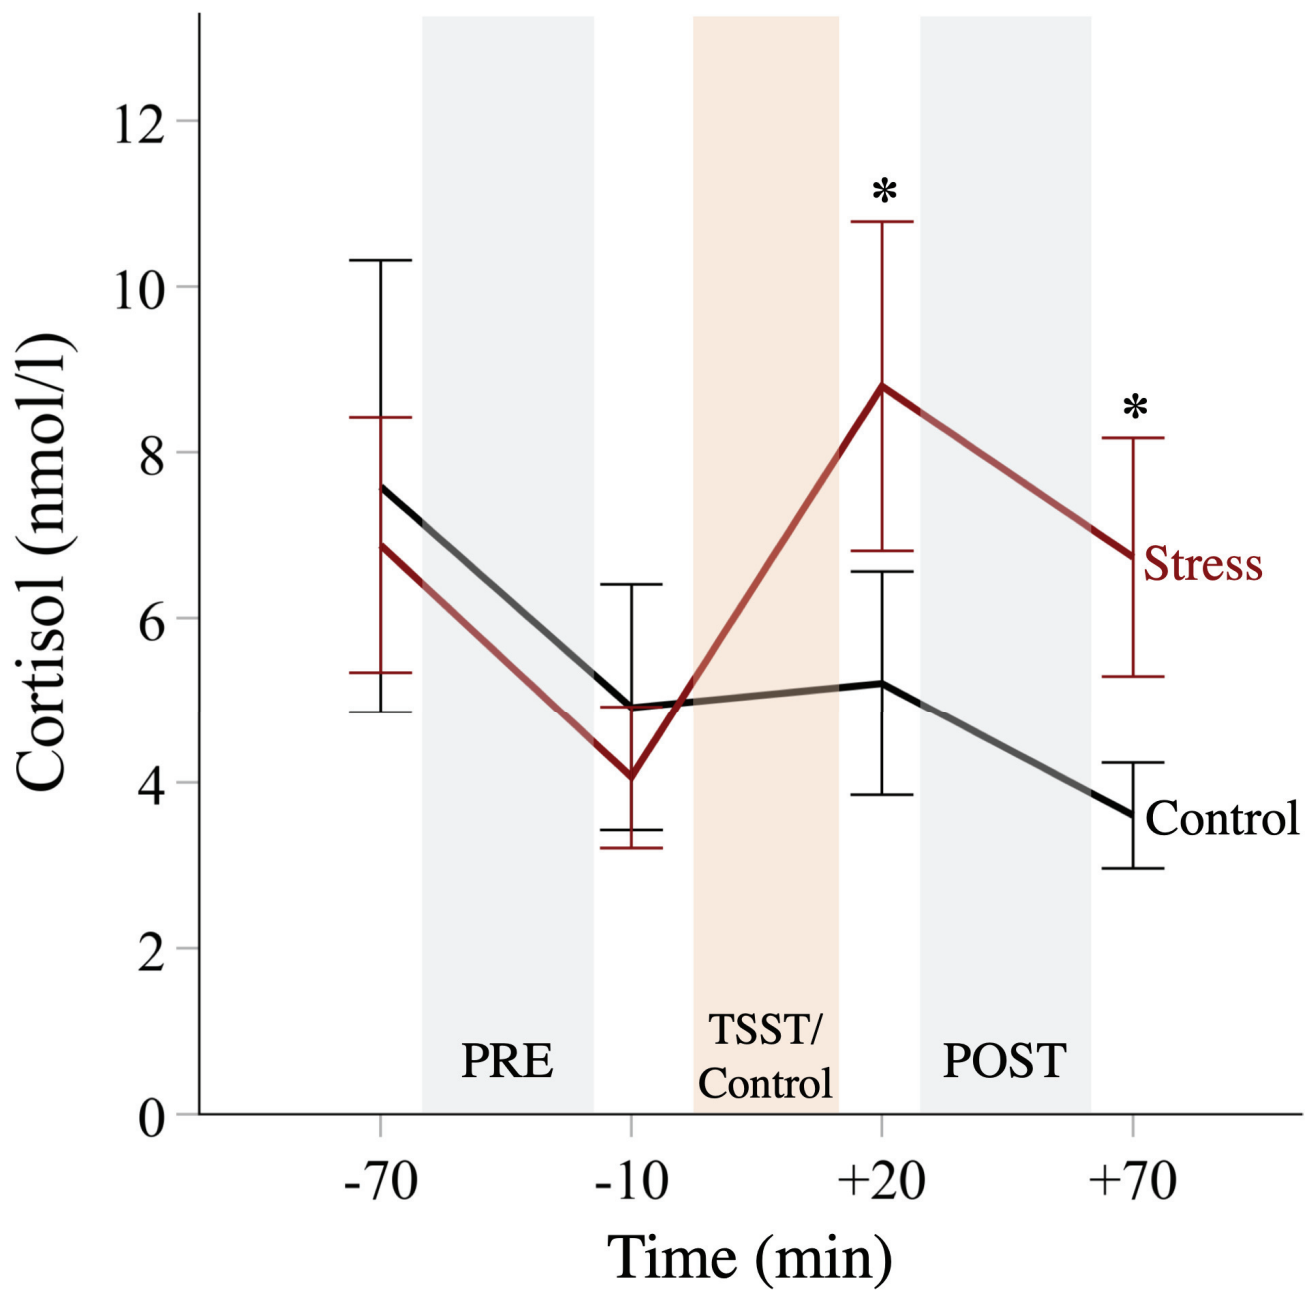 Cortisol (nmol/l)
12
10
8
6
4
2
0
*
*
Stress
Control
PRE
TSST/
Control
POST
-70
-10
+20
+70
Time (min)